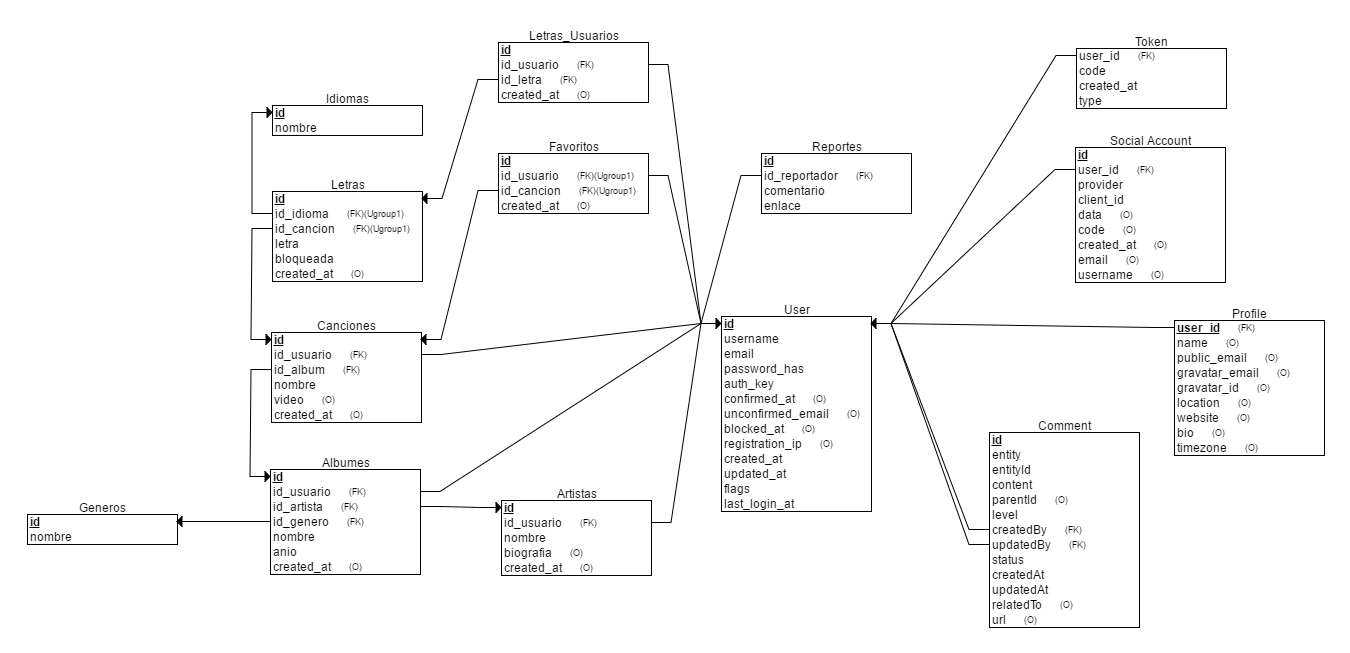 Letras_Usuarios
id
id_usuario (FK)
id_letra (FK)
created_at (O)
Idiomas
id
nombre
Favoritos
id
id_usuario (FK)(Ugroup1)
id_cancion (FK)(Ugroup1)
created_at (O)
Letras
id
id_idioma (FK)(Ugroup1)
id_cancion (FK)(Ugroup1)
letra
bloqueada
created_at (O)
Canciones
id
id_usuario (FK)
id_album (FK)
nombre
video (O)
created_at (O)
Albumes
id
id_usuario (FK)
id_artista (FK)
id_genero (FK)
nombre
anio
created_at (O)
Generos
id
nombre
Artistas
id
id_usuario (FK)
nombre
biografia (O)
created_at (O)
Reportes
id
id_reportador (FK)
comentario
enlace
User
id
username
email
password_has
auth_key
confirmed_at (O)
unconfirmed_email (O)
blocked_at (O)
registration_ip (O)
created_at
updated_at
flags
last_login_at
Token
user_id (FK)
code
created_at
type
Social Account
id
user_id (FK)
provider
client_id
data (O)
code (O)
created_at (O)
email (O)
username (O)
Profile
user_id (FK)
name (O)
public_email (O)
gravatar_email (O)
gravatar_id (O)
location (O)
website (O)
bio (O)
timezone (O)
Comment
id
entity
entityId
content
parentId (O)
level
createdBy (FK)
updatedBy (FK)
status
createdAt
updatedAt
relatedTo (O)
url (O)